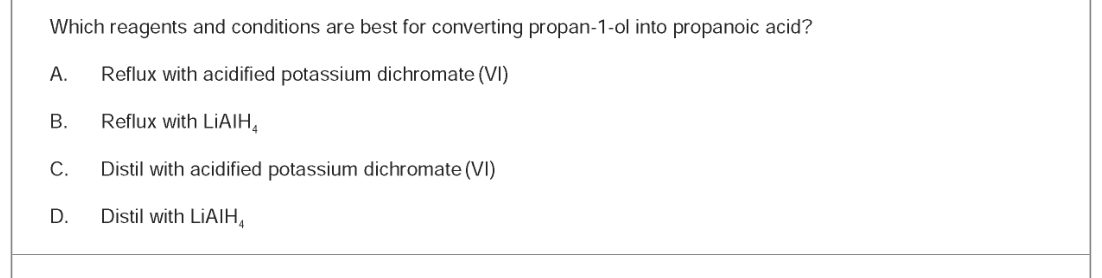 Which reagents and conditions are best for converting propan-1-ol into propanoic acid?
A. Reflux with acidified potassium dichromate (VI)
B. Reflux with LiAlH₄
C. Distil with acidified potassium dichromate (VI)
D. Distil with LiAlH₄